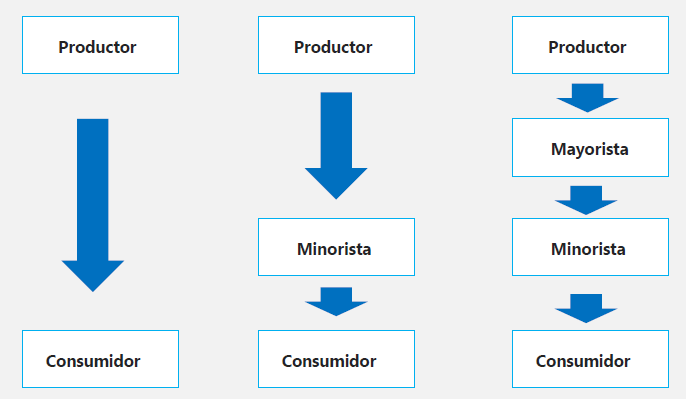 Productor
Consumidor
Productor
Minorista
Consumidor
Productor
Mayorista
Minorista
Consumidor